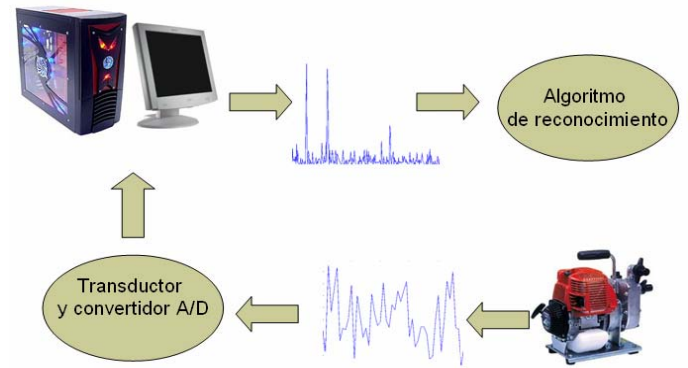 Algoritmo
de reconocimiento
Transductor
y convertidor A/D